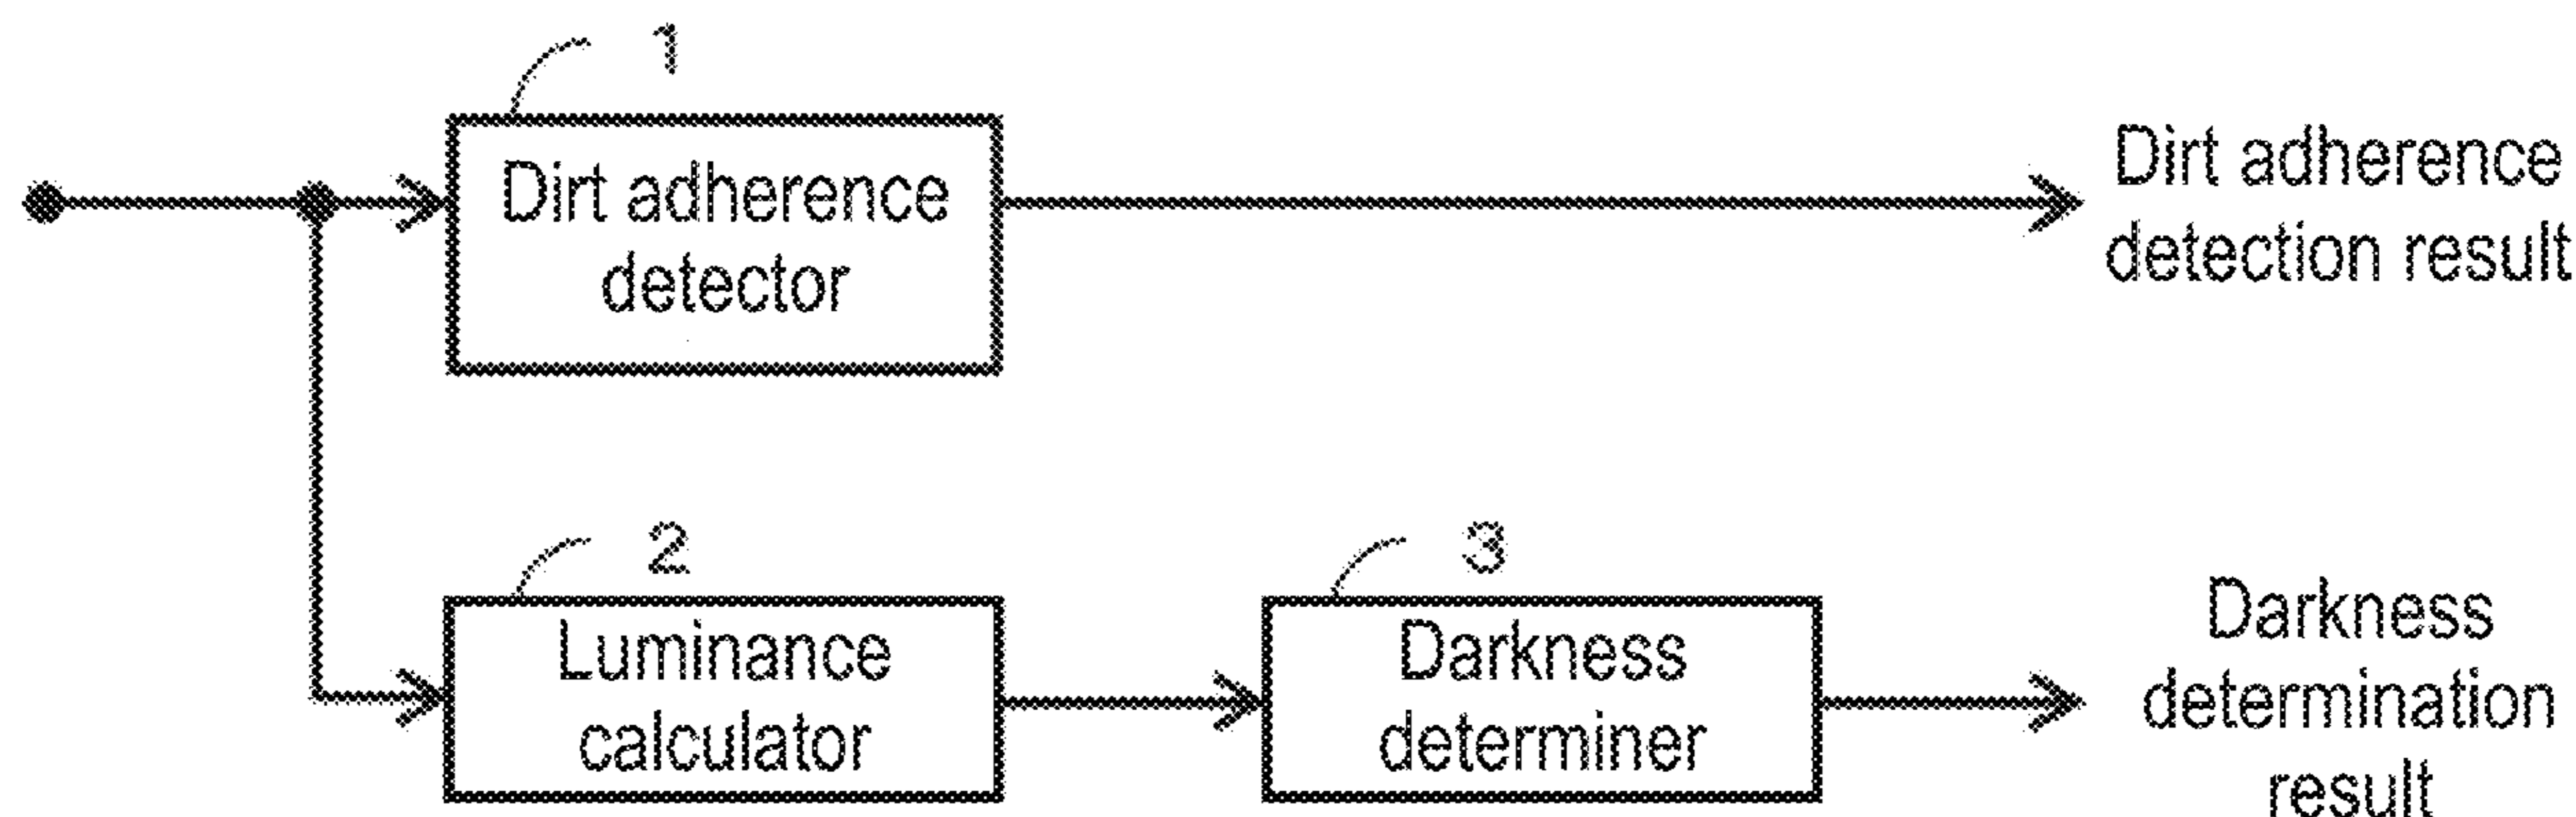 1
Dirt adherence
detector
Dirt adherence
detection result
2
Luminance
calculator
3
Darkness
determiner
Darkness
determination
result